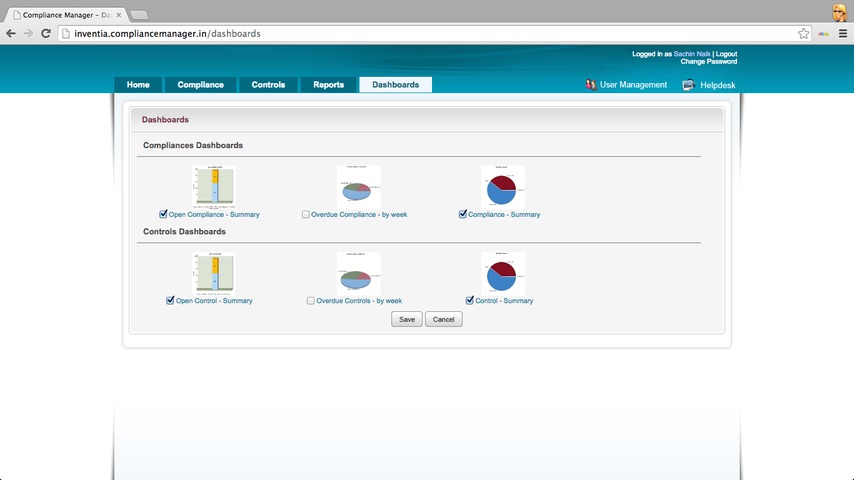 Compliance Manager - Da
inventia.compliancemanager.in/dashboards
ebay
Logged in as Sachin Naik | Logout
Change Password
Home Compliance Controls Reports Dashboards User Management Helpdesk
Dashboards
Compliances Dashboards
Open Compliance - Summary Overdue Compliance - by week Compliance - Summary
Controls Dashboards
Open Control - Summary Overdue Controls - by week Control - Summary
Save Cancel